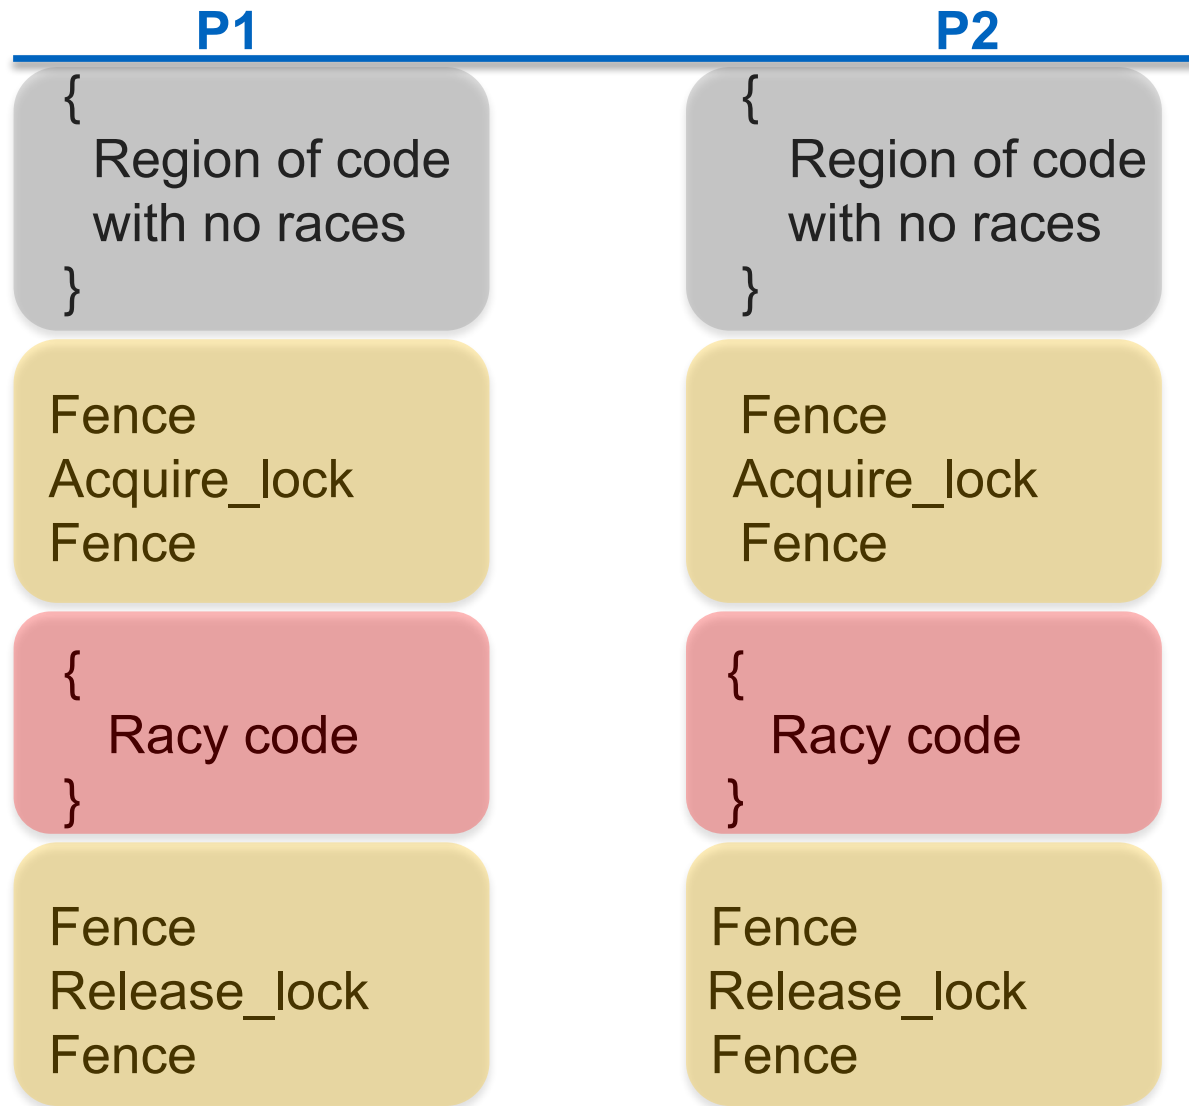 P1
{
Region of code
with no races
}
Fence
Acquire_lock
Fence
{
Racy code
}
Fence
Release_lock
Fence
P2
{
Region of code
with no races
}
Fence
Acquire_lock
Fence
{
Racy code
}
Fence
Release_lock
Fence